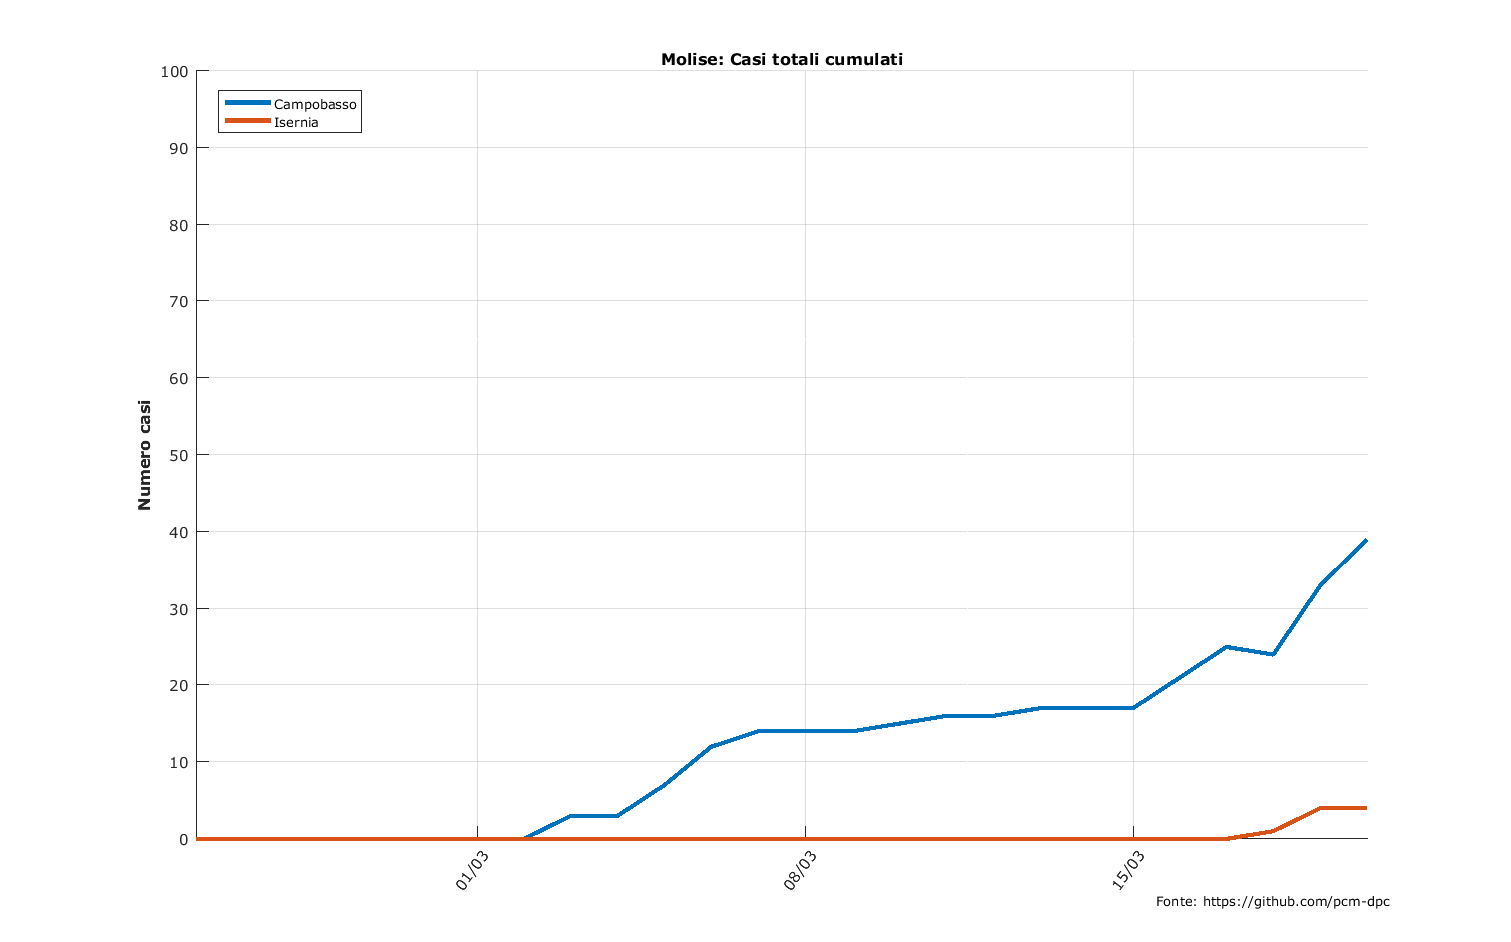 Molise: Casi totali cumulati
Campobasso
Isernia
Numero casi
100
90
80
70
60
50
40
30
20
10
0
01/03
08/03
15/03
Fonte: https://github.com/pcm-dpc